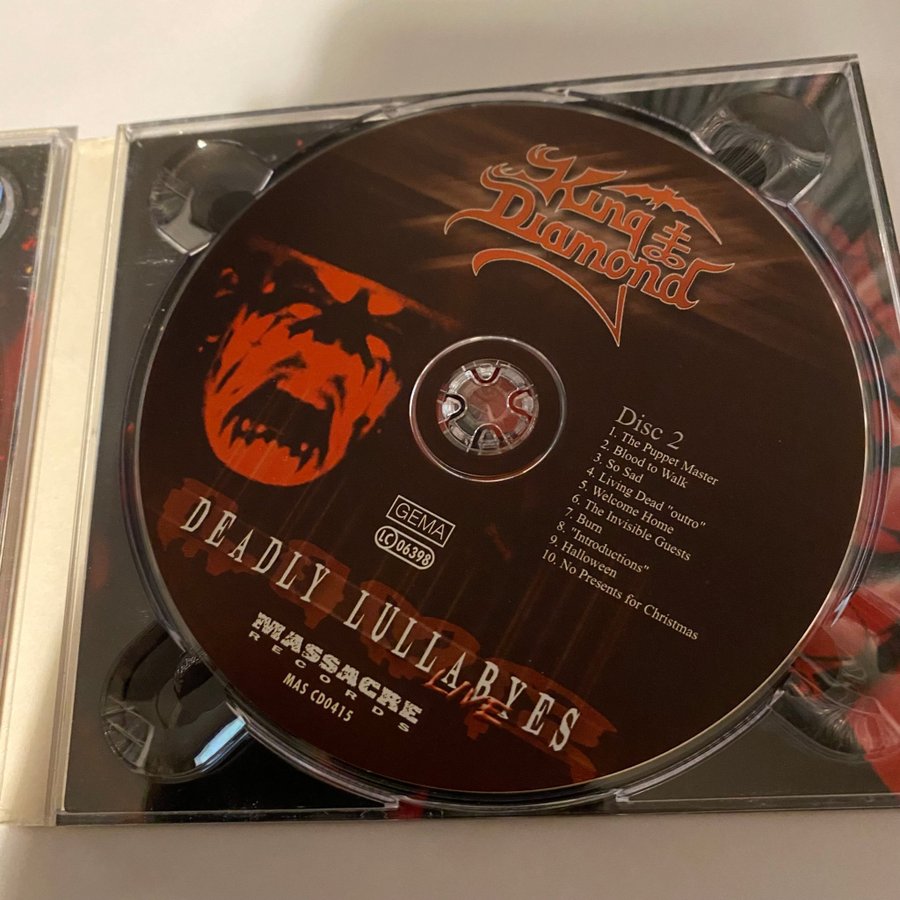 King
Diamond
Disc 2
1. The Puppet Master
2. Blood to Walk
3. So Sad
4. Living Dead "outro"
5. Welcome Home
6. The Invisible Guests
7. Burn
8. "Introductions"
9. Halloween
10. No Presents for Christmas
GEMA
LC 06398
DEADLY LULLABYES
LIVE
MASSACRE
RECORDS
MAS CD0415